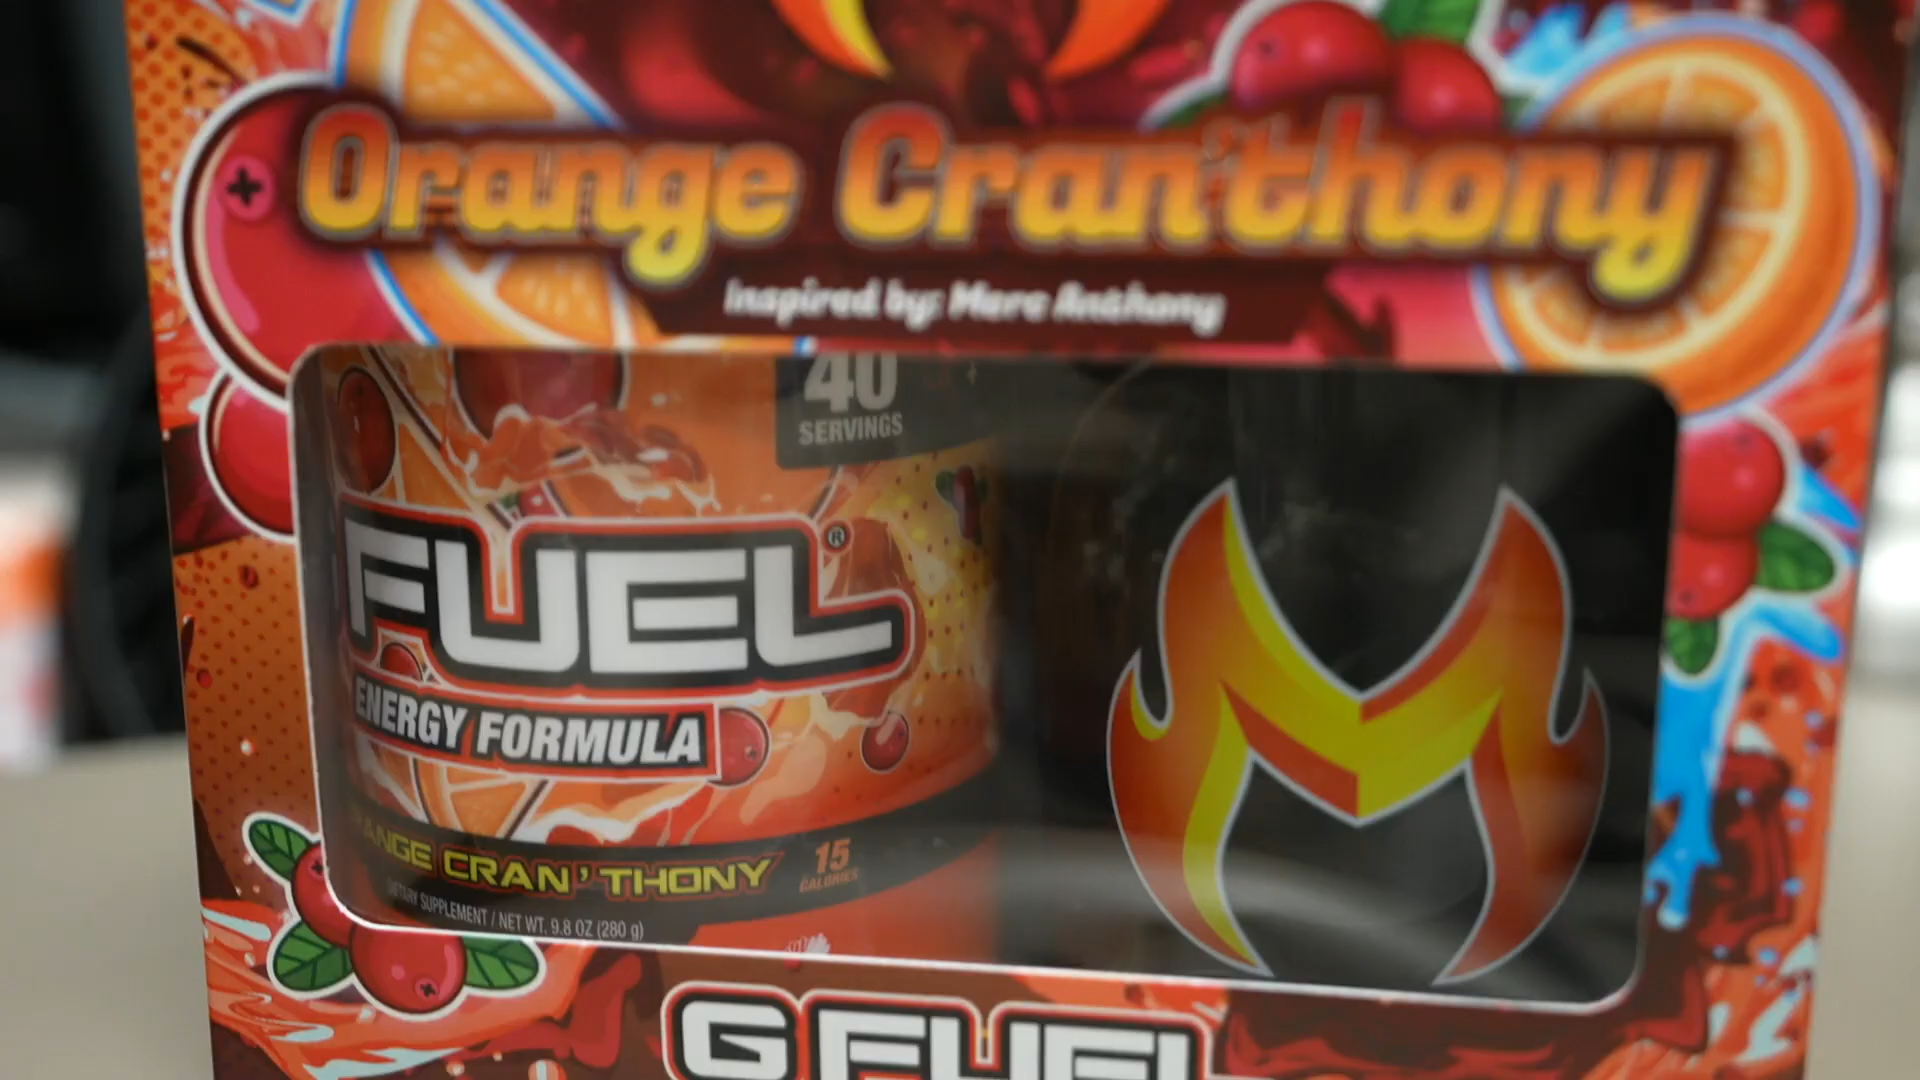 Orange Cran'thony
Inspired by: Marc Anthony
40
SERVINGS
FUEL®
ENERGY FORMULA
ANGE CRAN'THONY
15
CALORIES
DIETARY SUPPLEMENT / NET WT. 9.8 OZ (280 g)
M
G FUEL